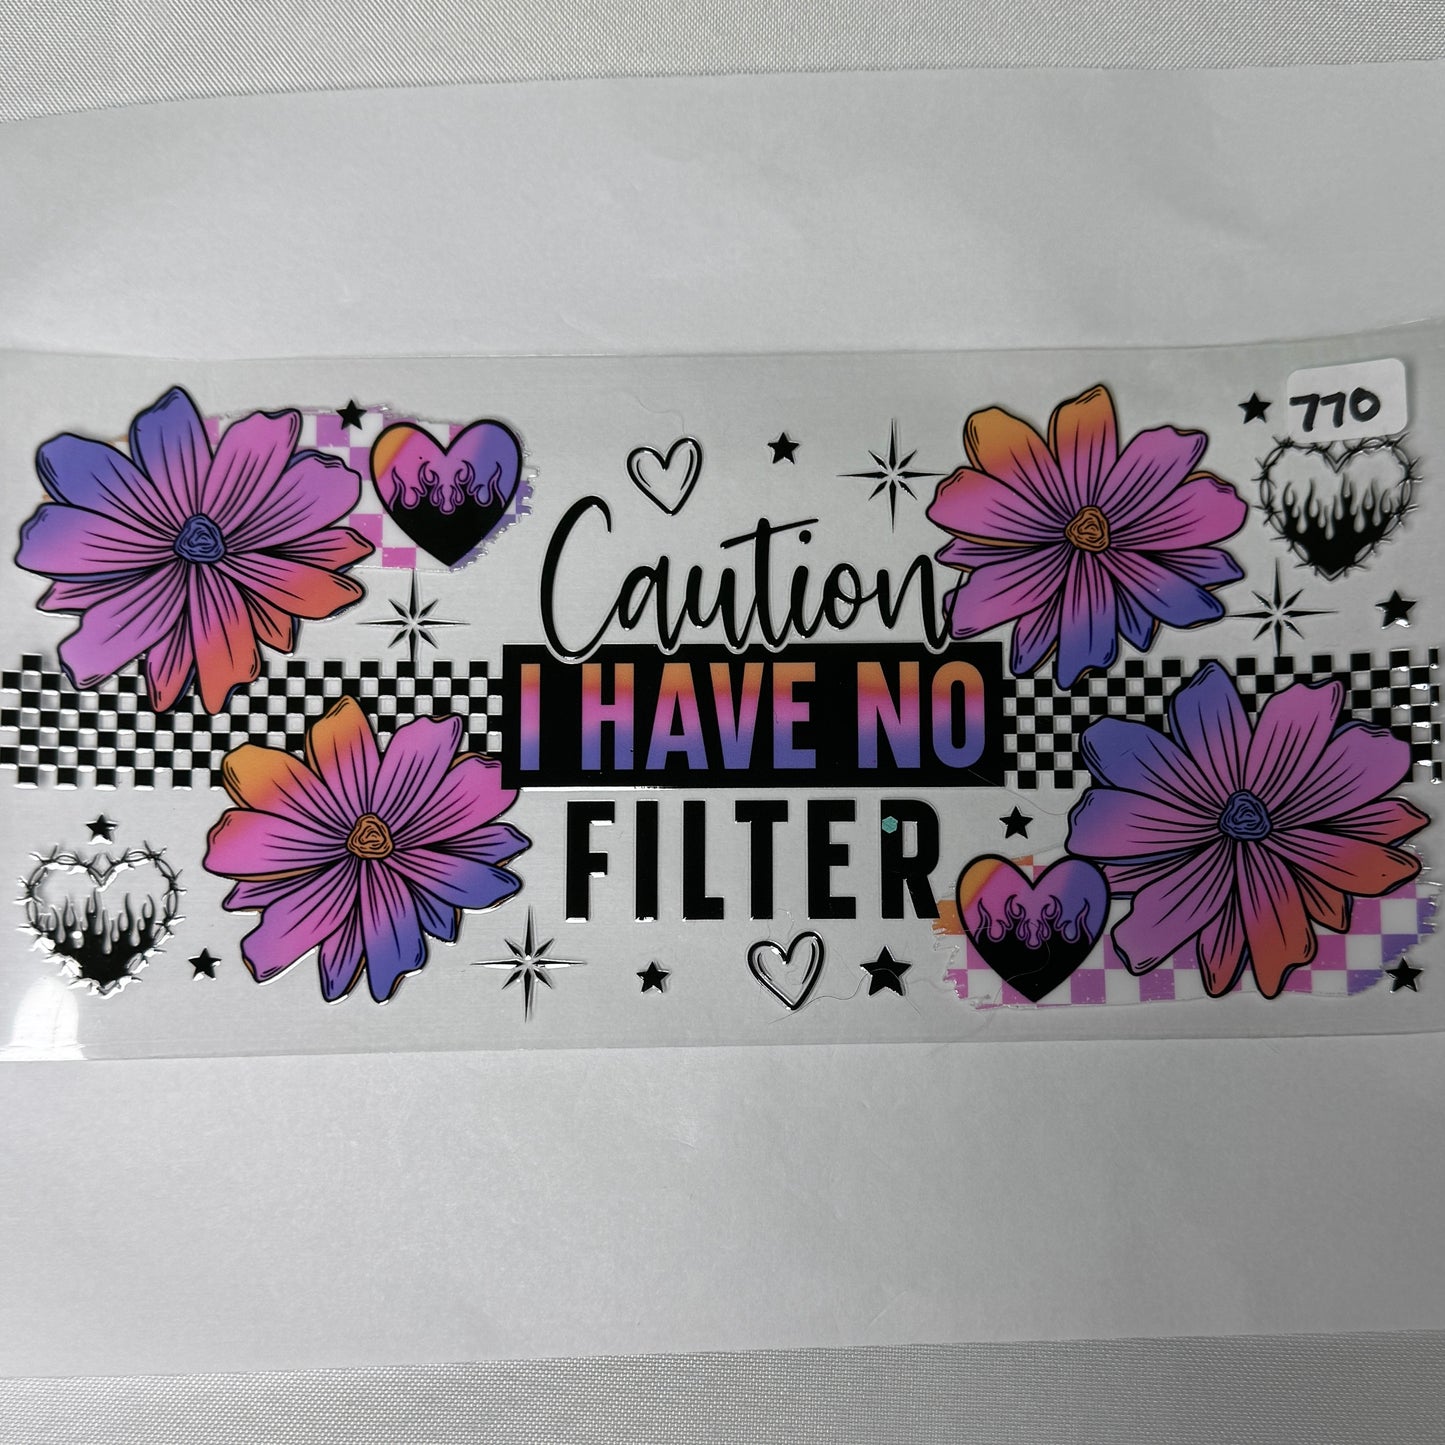 770
Caution
I HAVE NO
FILTER